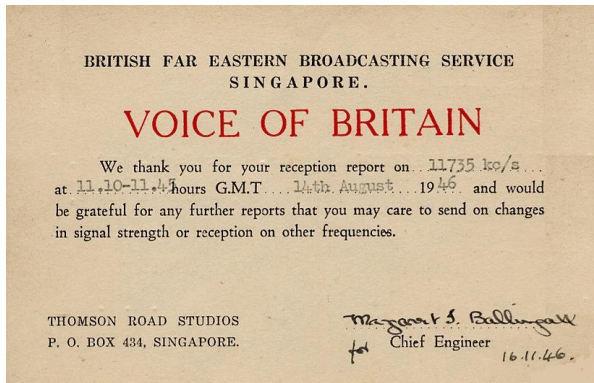 BRITISH FAR EASTERN BROADCASTING SERVICE
SINGAPORE.
VOICE OF BRITAIN
We thank you for your reception report on 11735 kc/s
at 11.10-11.45 hours G.M.T 14th August 1946 and would
be grateful for any further reports that you may care to send on changes
in signal strength or reception on other frequencies.
THOMSON ROAD STUDIOS
P. O. BOX 434, SINGAPORE.
Margaret I. Ballingall
for Chief Engineer
16.11.46.